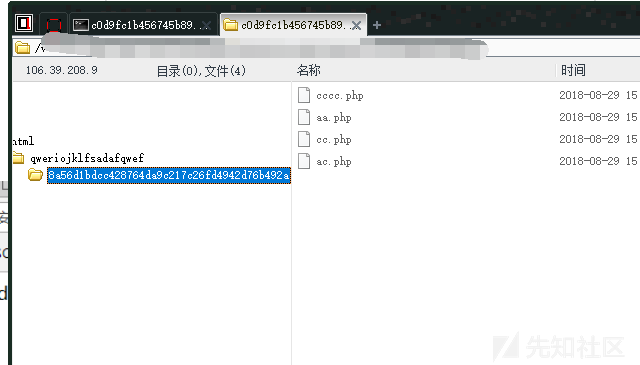 c0d9fc1b456745b89...
c0d9fc1b456745b89...
106.39.208.9
目录(0),文件(4)
名称
时间
html
qweriojklfsadafqwef
8a56d1bdcc428764da9c217c26fd4942d76b492a
cccc.php
2018-08-29 15
aa.php
2018-08-29 15
cc.php
2018-08-29 15
ac.php
2018-08-29 15
先知社区